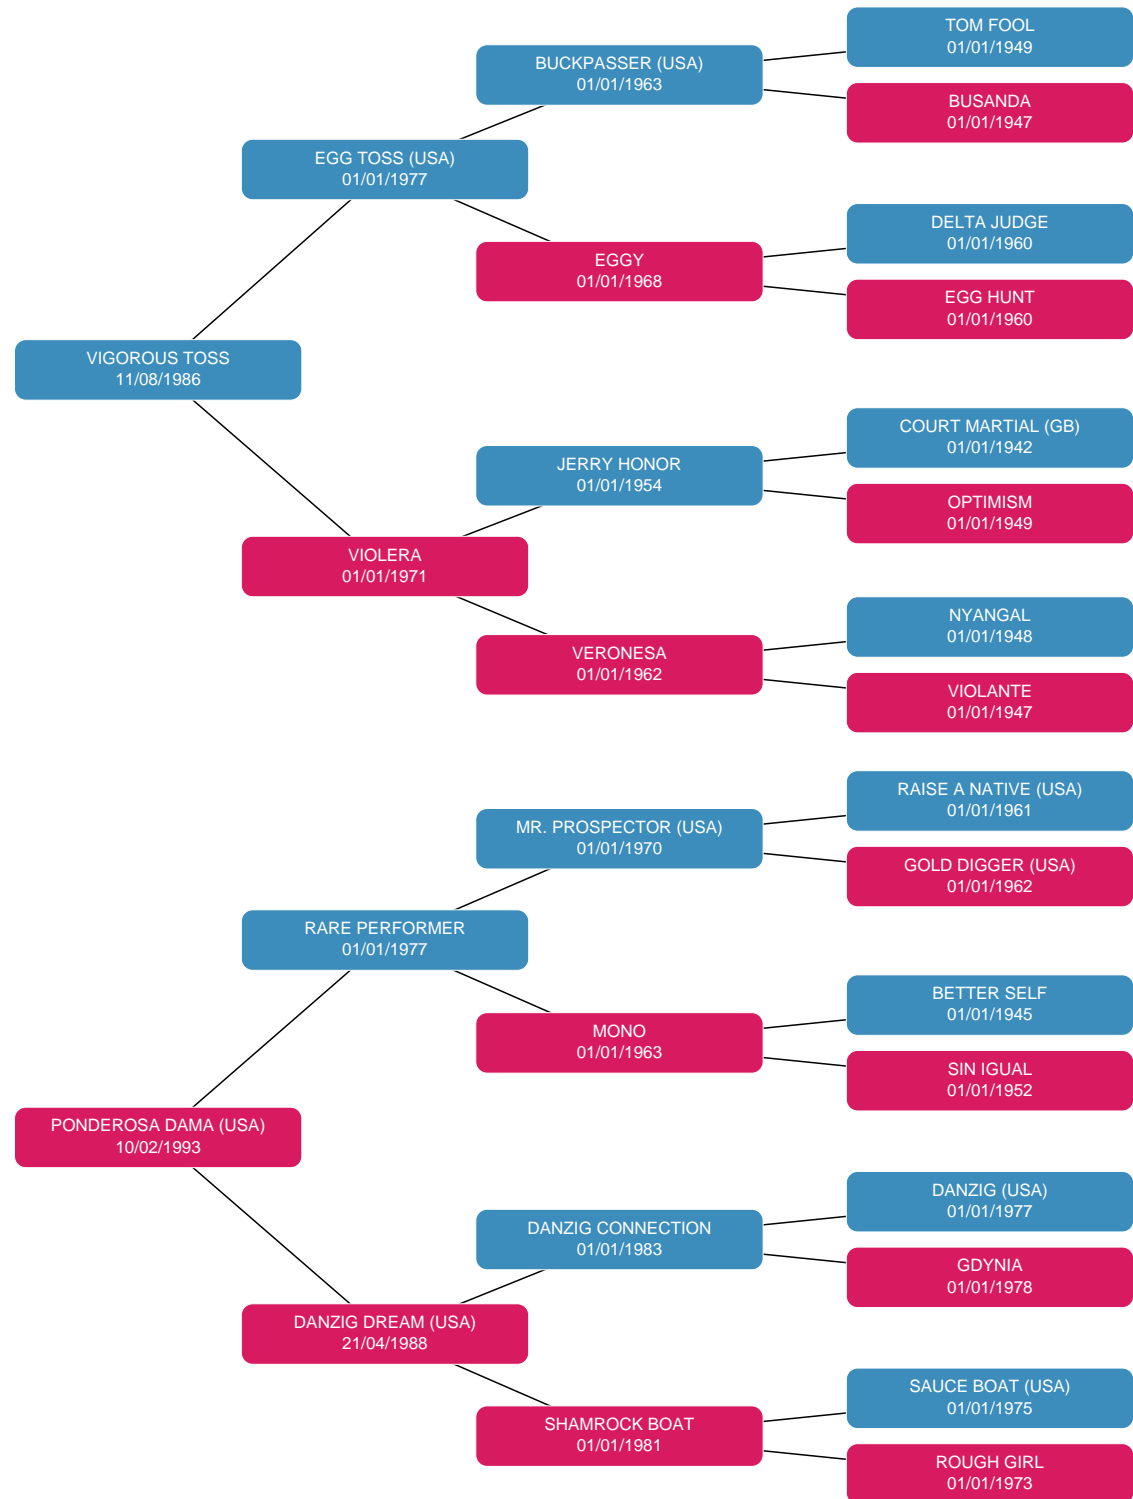 TOM FOOL
01/01/1949
BUCKPASSER (USA)
01/01/1963
BUSANDA
01/01/1947
EGG TOSS (USA)
01/01/1977
DELTA JUDGE
01/01/1960
EGGY
01/01/1968
EGG HUNT
01/01/1960
VIGOROUS TOSS
11/08/1986
COURT MARTIAL (GB)
01/01/1942
JERRY HONOR
01/01/1954
OPTIMISM
01/01/1949
VIOLERA
01/01/1971
NYANGAL
01/01/1948
VERONESA
01/01/1962
VIOLANTE
01/01/1947
RAISE A NATIVE (USA)
01/01/1961
MR. PROSPECTOR (USA)
01/01/1970
GOLD DIGGER (USA)
01/01/1962
RARE PERFORMER
01/01/1977
BETTER SELF
01/01/1945
MONO
01/01/1963
SIN IGUAL
01/01/1952
PONDEROSA DAMA (USA)
10/02/1993
DANZIG (USA)
01/01/1977
DANZIG CONNECTION
01/01/1983
GDYNIA
01/01/1978
DANZIG DREAM (USA)
21/04/1988
SAUCE BOAT (USA)
01/01/1975
SHAMROCK BOAT
01/01/1981
ROUGH GIRL
01/01/1973